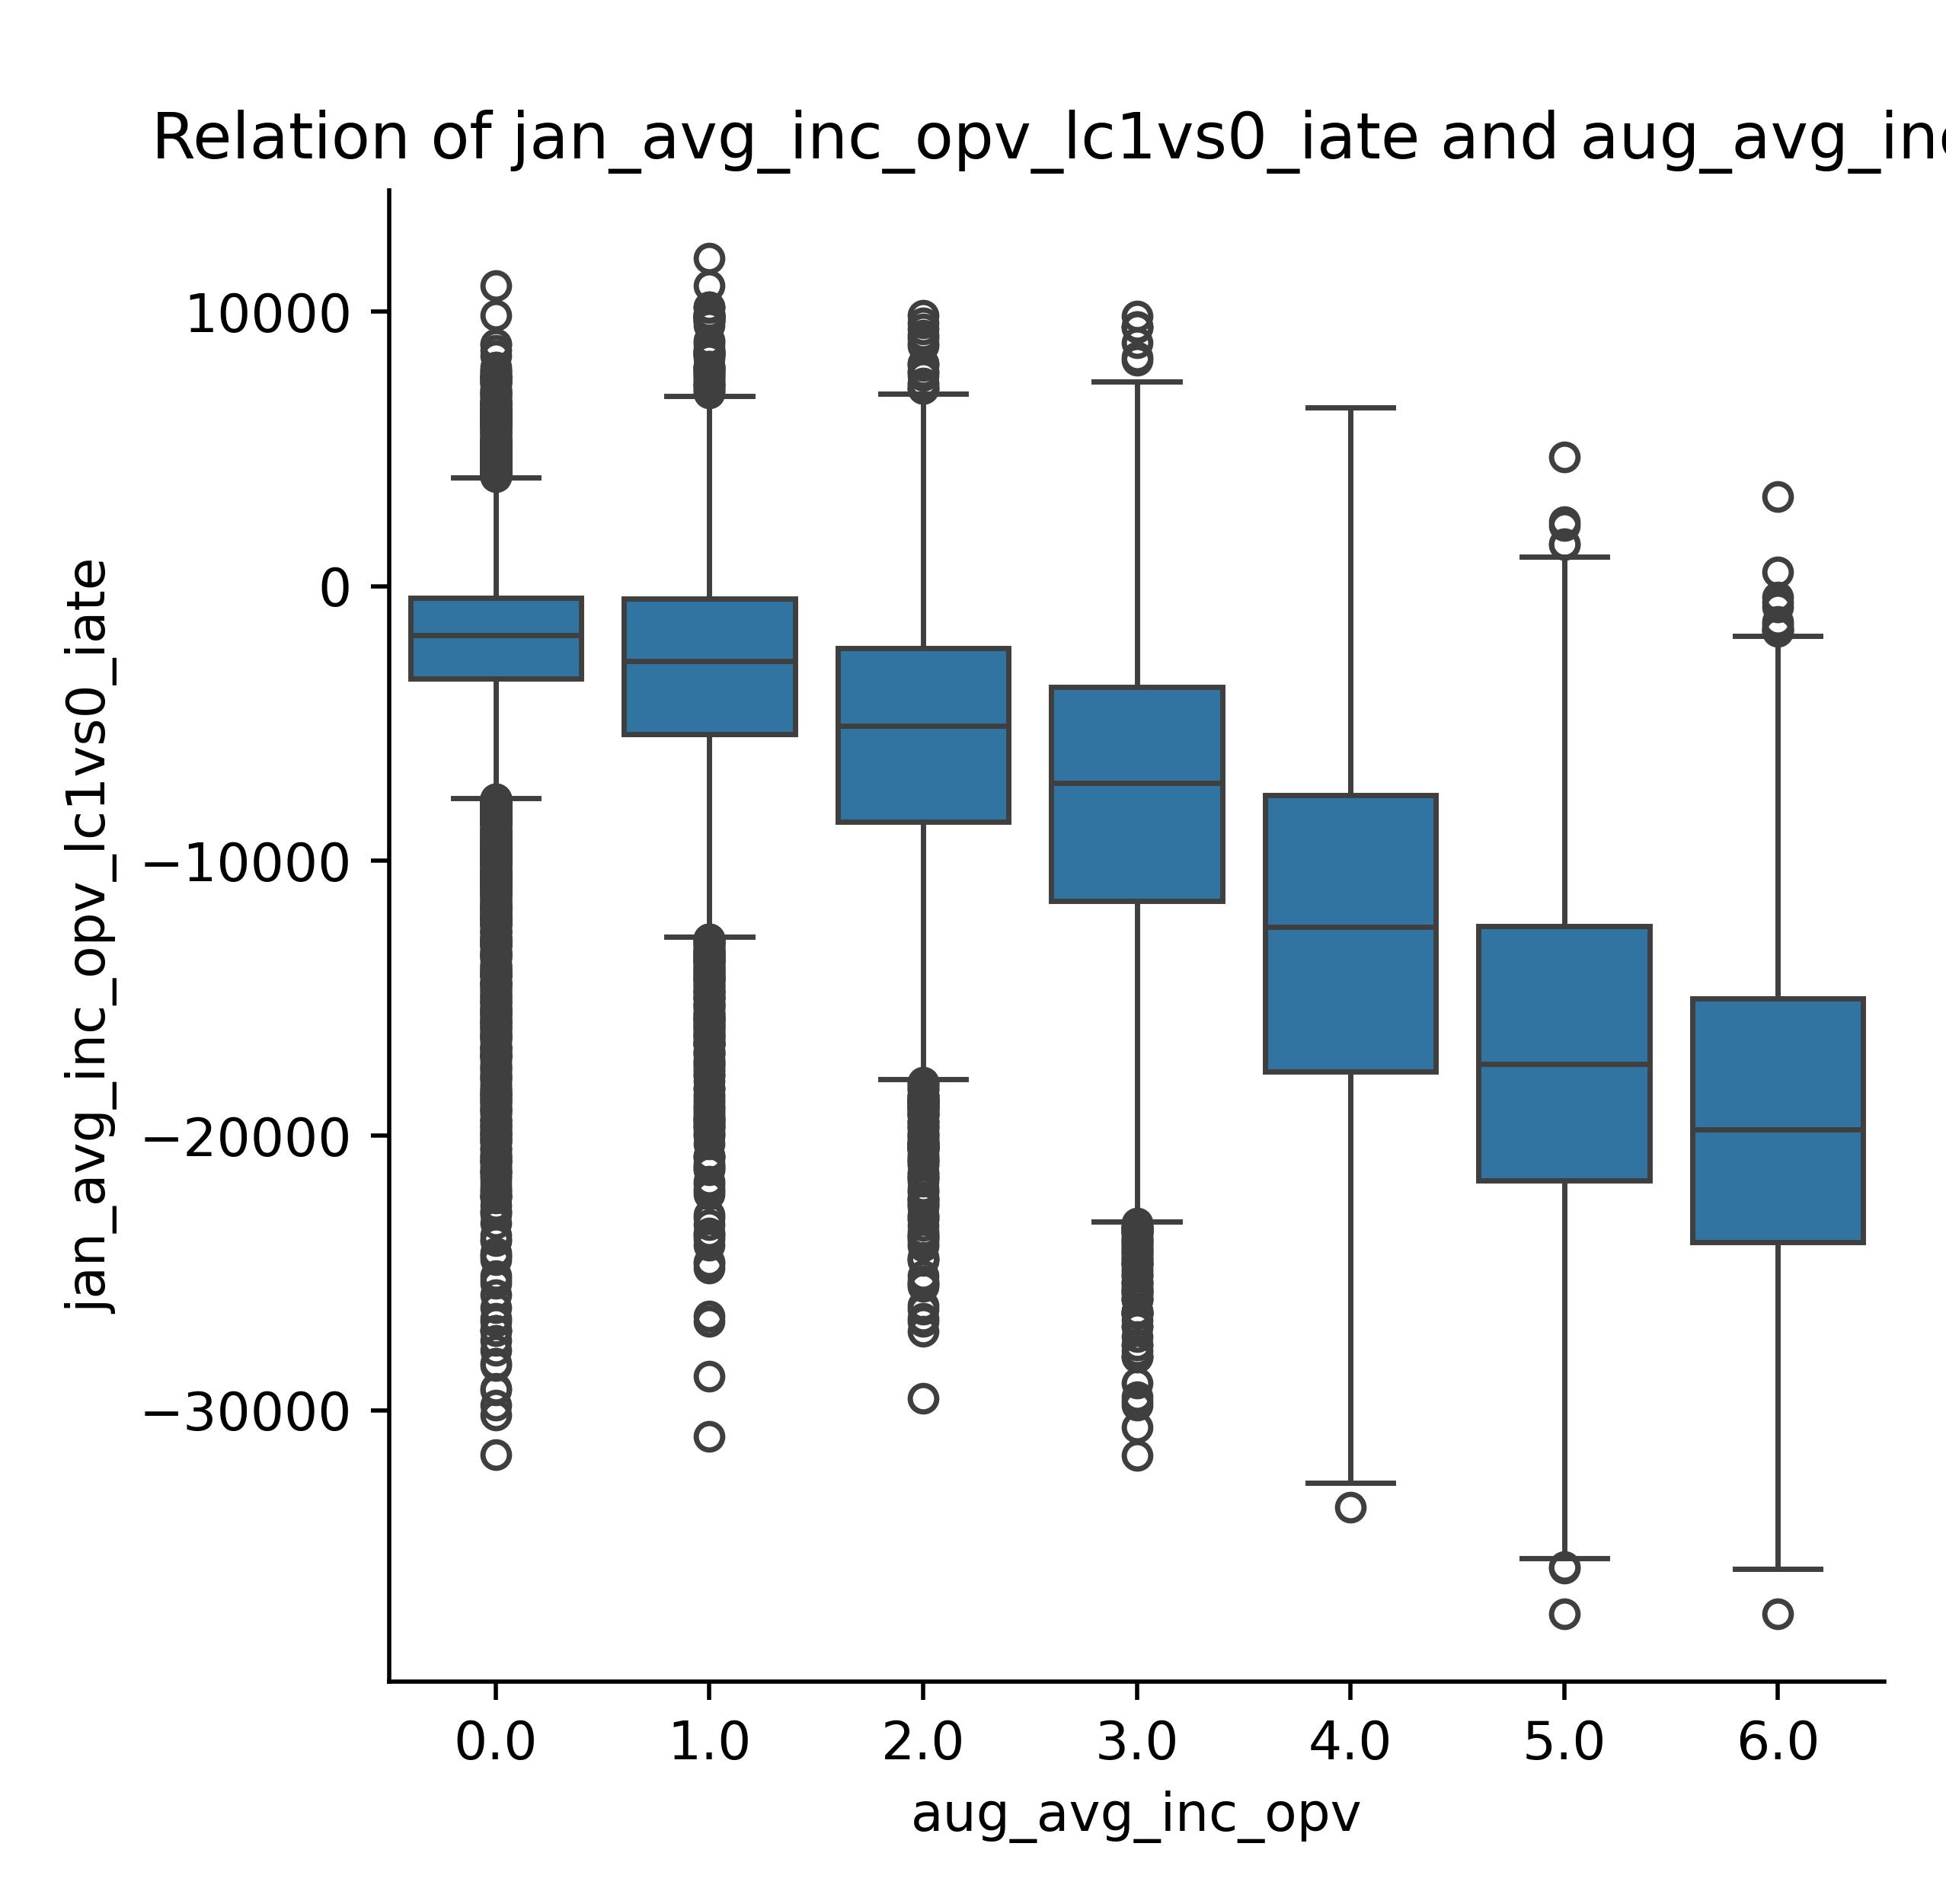 Relation of jan_avg_inc_opv_lc1vs0_iate and aug_avg_inc
jan_avg_inc_opv_lc1vs0_iate
10000
0
−10000
−20000
−30000
0.0 1.0 2.0 3.0 4.0 5.0 6.0
aug_avg_inc_opv